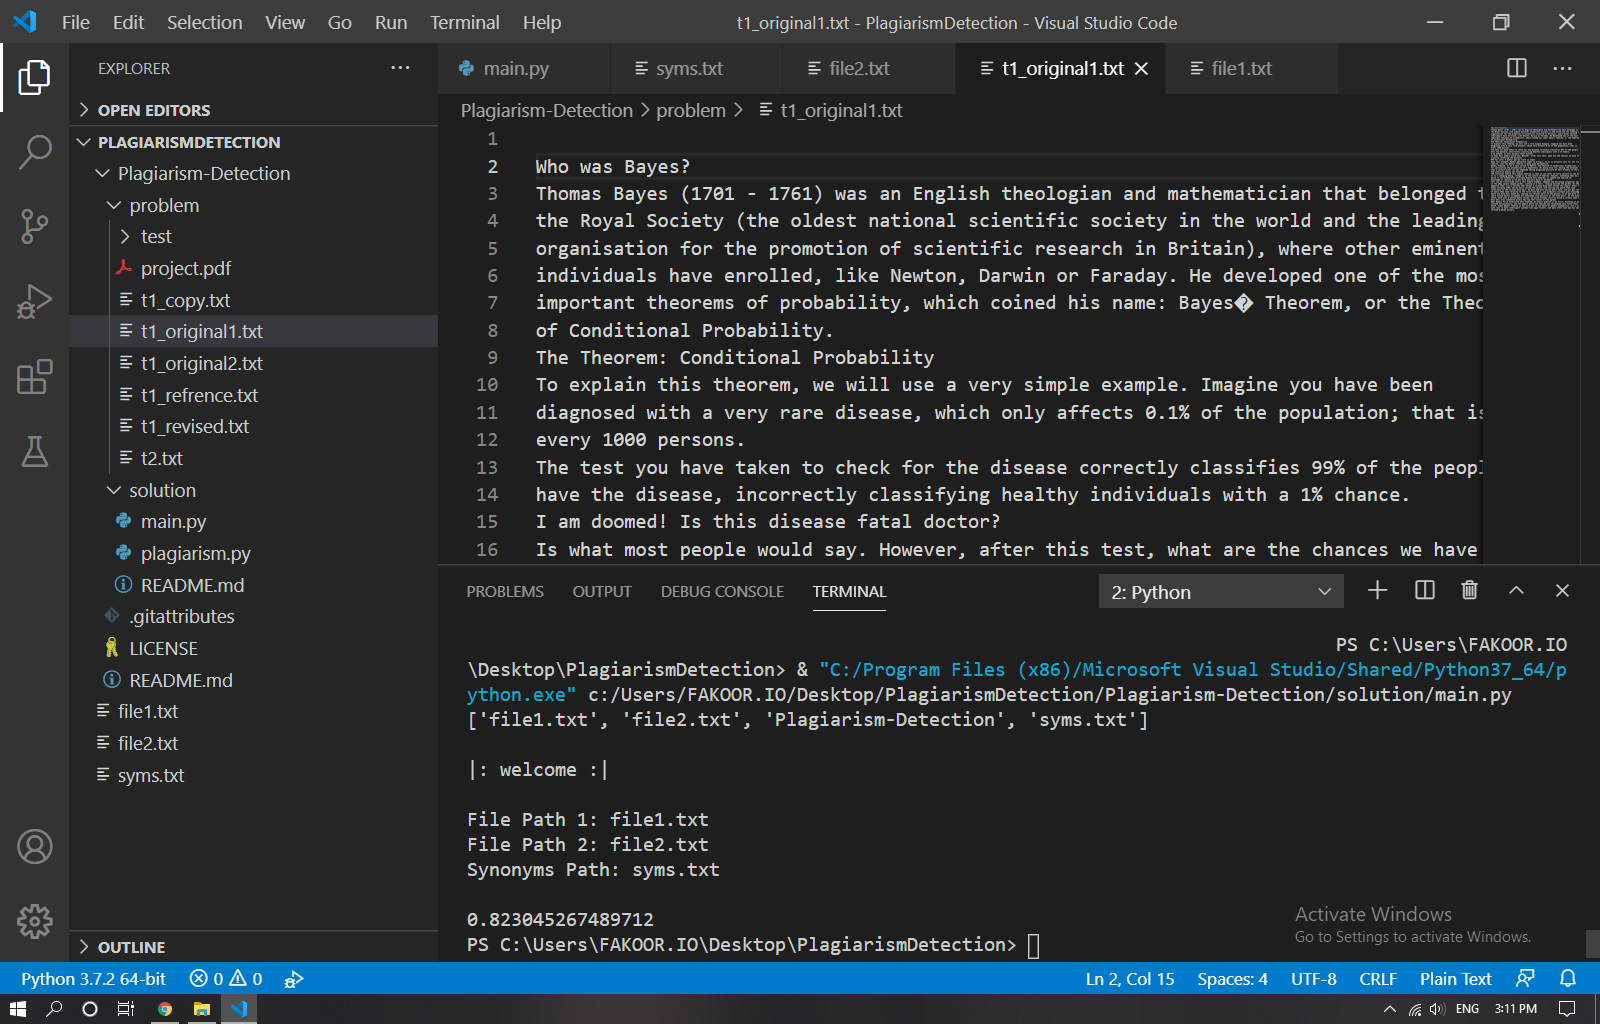 File Edit Selection View Go Run Terminal Help
t1_original1.txt - PlagiarismDetection - Visual Studio Code
EXPLORER
OPEN EDITORS
PLAGIARISMDETECTION
Plagiarism-Detection
problem
test
project.pdf
t1_copy.txt
t1_original1.txt
t1_original2.txt
t1_refrence.txt
t1_revised.txt
t2.txt
solution
main.py
plagiarism.py
README.md
.gitattributes
LICENSE
README.md
file1.txt
file2.txt
syms.txt
OUTLINE
main.py syms.txt file2.txt t1_original1.txt file1.txt
Plagiarism-Detection > problem > t1_original1.txt
1
2 Who was Bayes?
3 Thomas Bayes (1701 - 1761) was an English theologian and mathematician that belonged
4 the Royal Society (the oldest national scientific society in the world and the leading
5 organisation for the promotion of scientific research in Britain), where other eminent
6 individuals have enrolled, like Newton, Darwin or Faraday. He developed one of the mos
7 important theorems of probability, which coined his name: Bayes� Theorem, or the Theo
8 of Conditional Probability.
9 The Theorem: Conditional Probability
10 To explain this theorem, we will use a very simple example. Imagine you have been
11 diagnosed with a very rare disease, which only affects 0.1% of the population; that is
12 every 1000 persons.
13 The test you have taken to check for the disease correctly classifies 99% of the peopl
14 have the disease, incorrectly classifying healthy individuals with a 1% chance.
15 I am doomed! Is this disease fatal doctor?
16 Is what most people would say. However, after this test, what are the chances we have
PROBLEMS OUTPUT DEBUG CONSOLE TERMINAL
2: Python
PS C:\Users\FAKOOR.IO
\Desktop\PlagiarismDetection> & "C:/Program Files (x86)/Microsoft Visual Studio/Shared/Python37_64/p
ython.exe" c:/Users/FAKOOR.IO/Desktop/PlagiarismDetection/Plagiarism-Detection/solution/main.py
['file1.txt', 'file2.txt', 'Plagiarism-Detection', 'syms.txt']
|: welcome :|
File Path 1: file1.txt
File Path 2: file2.txt
Synonyms Path: syms.txt
0.823045267489712
PS C:\Users\FAKOOR.IO\Desktop\PlagiarismDetection>
Activate Windows
Go to Settings to activate Windows.
Python 3.7.2 64-bit 0 0
Ln 2, Col 15 Spaces: 4 UTF-8 CRLF Plain Text
ENG 3:11 PM